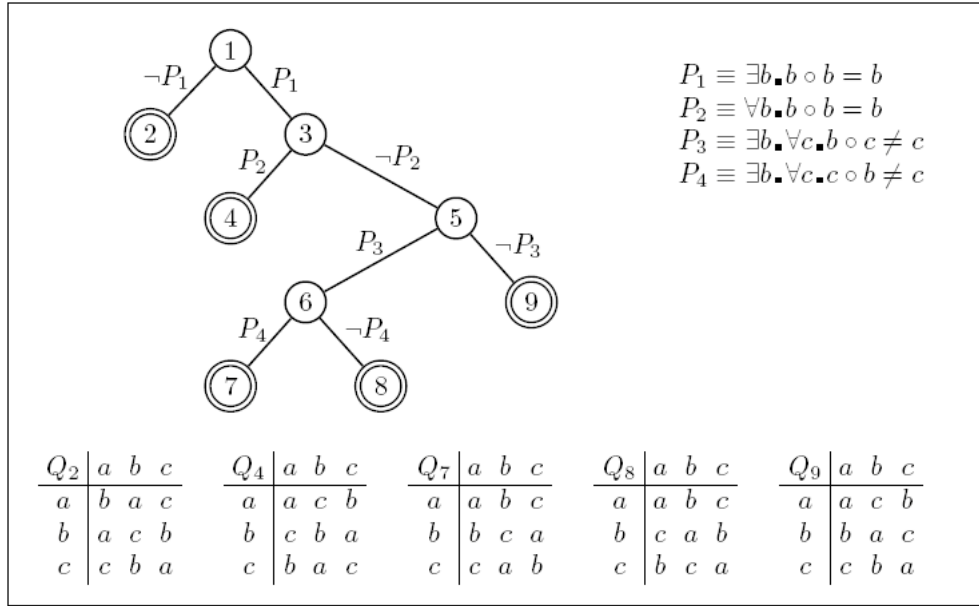 1
¬P₁ P₁
2 3
P₂ ¬P₂
4 5
P₃ ¬P₃
6 9
P₄ ¬P₄
7 8
P₁ ≡ ∃b▪b ∘ b = b
P₂ ≡ ∀b▪b ∘ b = b
P₃ ≡ ∃b▪∀c▪b ∘ c ≠ c
P₄ ≡ ∃b▪∀c▪c ∘ b ≠ c
Q₂ a b c
a b a c
b a c b
c c b a
Q₄ a b c
a a c b
b c b a
c b a c
Q₇ a b c
a a b c
b b c a
c c a b
Q₈ a b c
a a b c
b c a b
c b c a
Q₉ a b c
a a c b
b b a c
c c b a